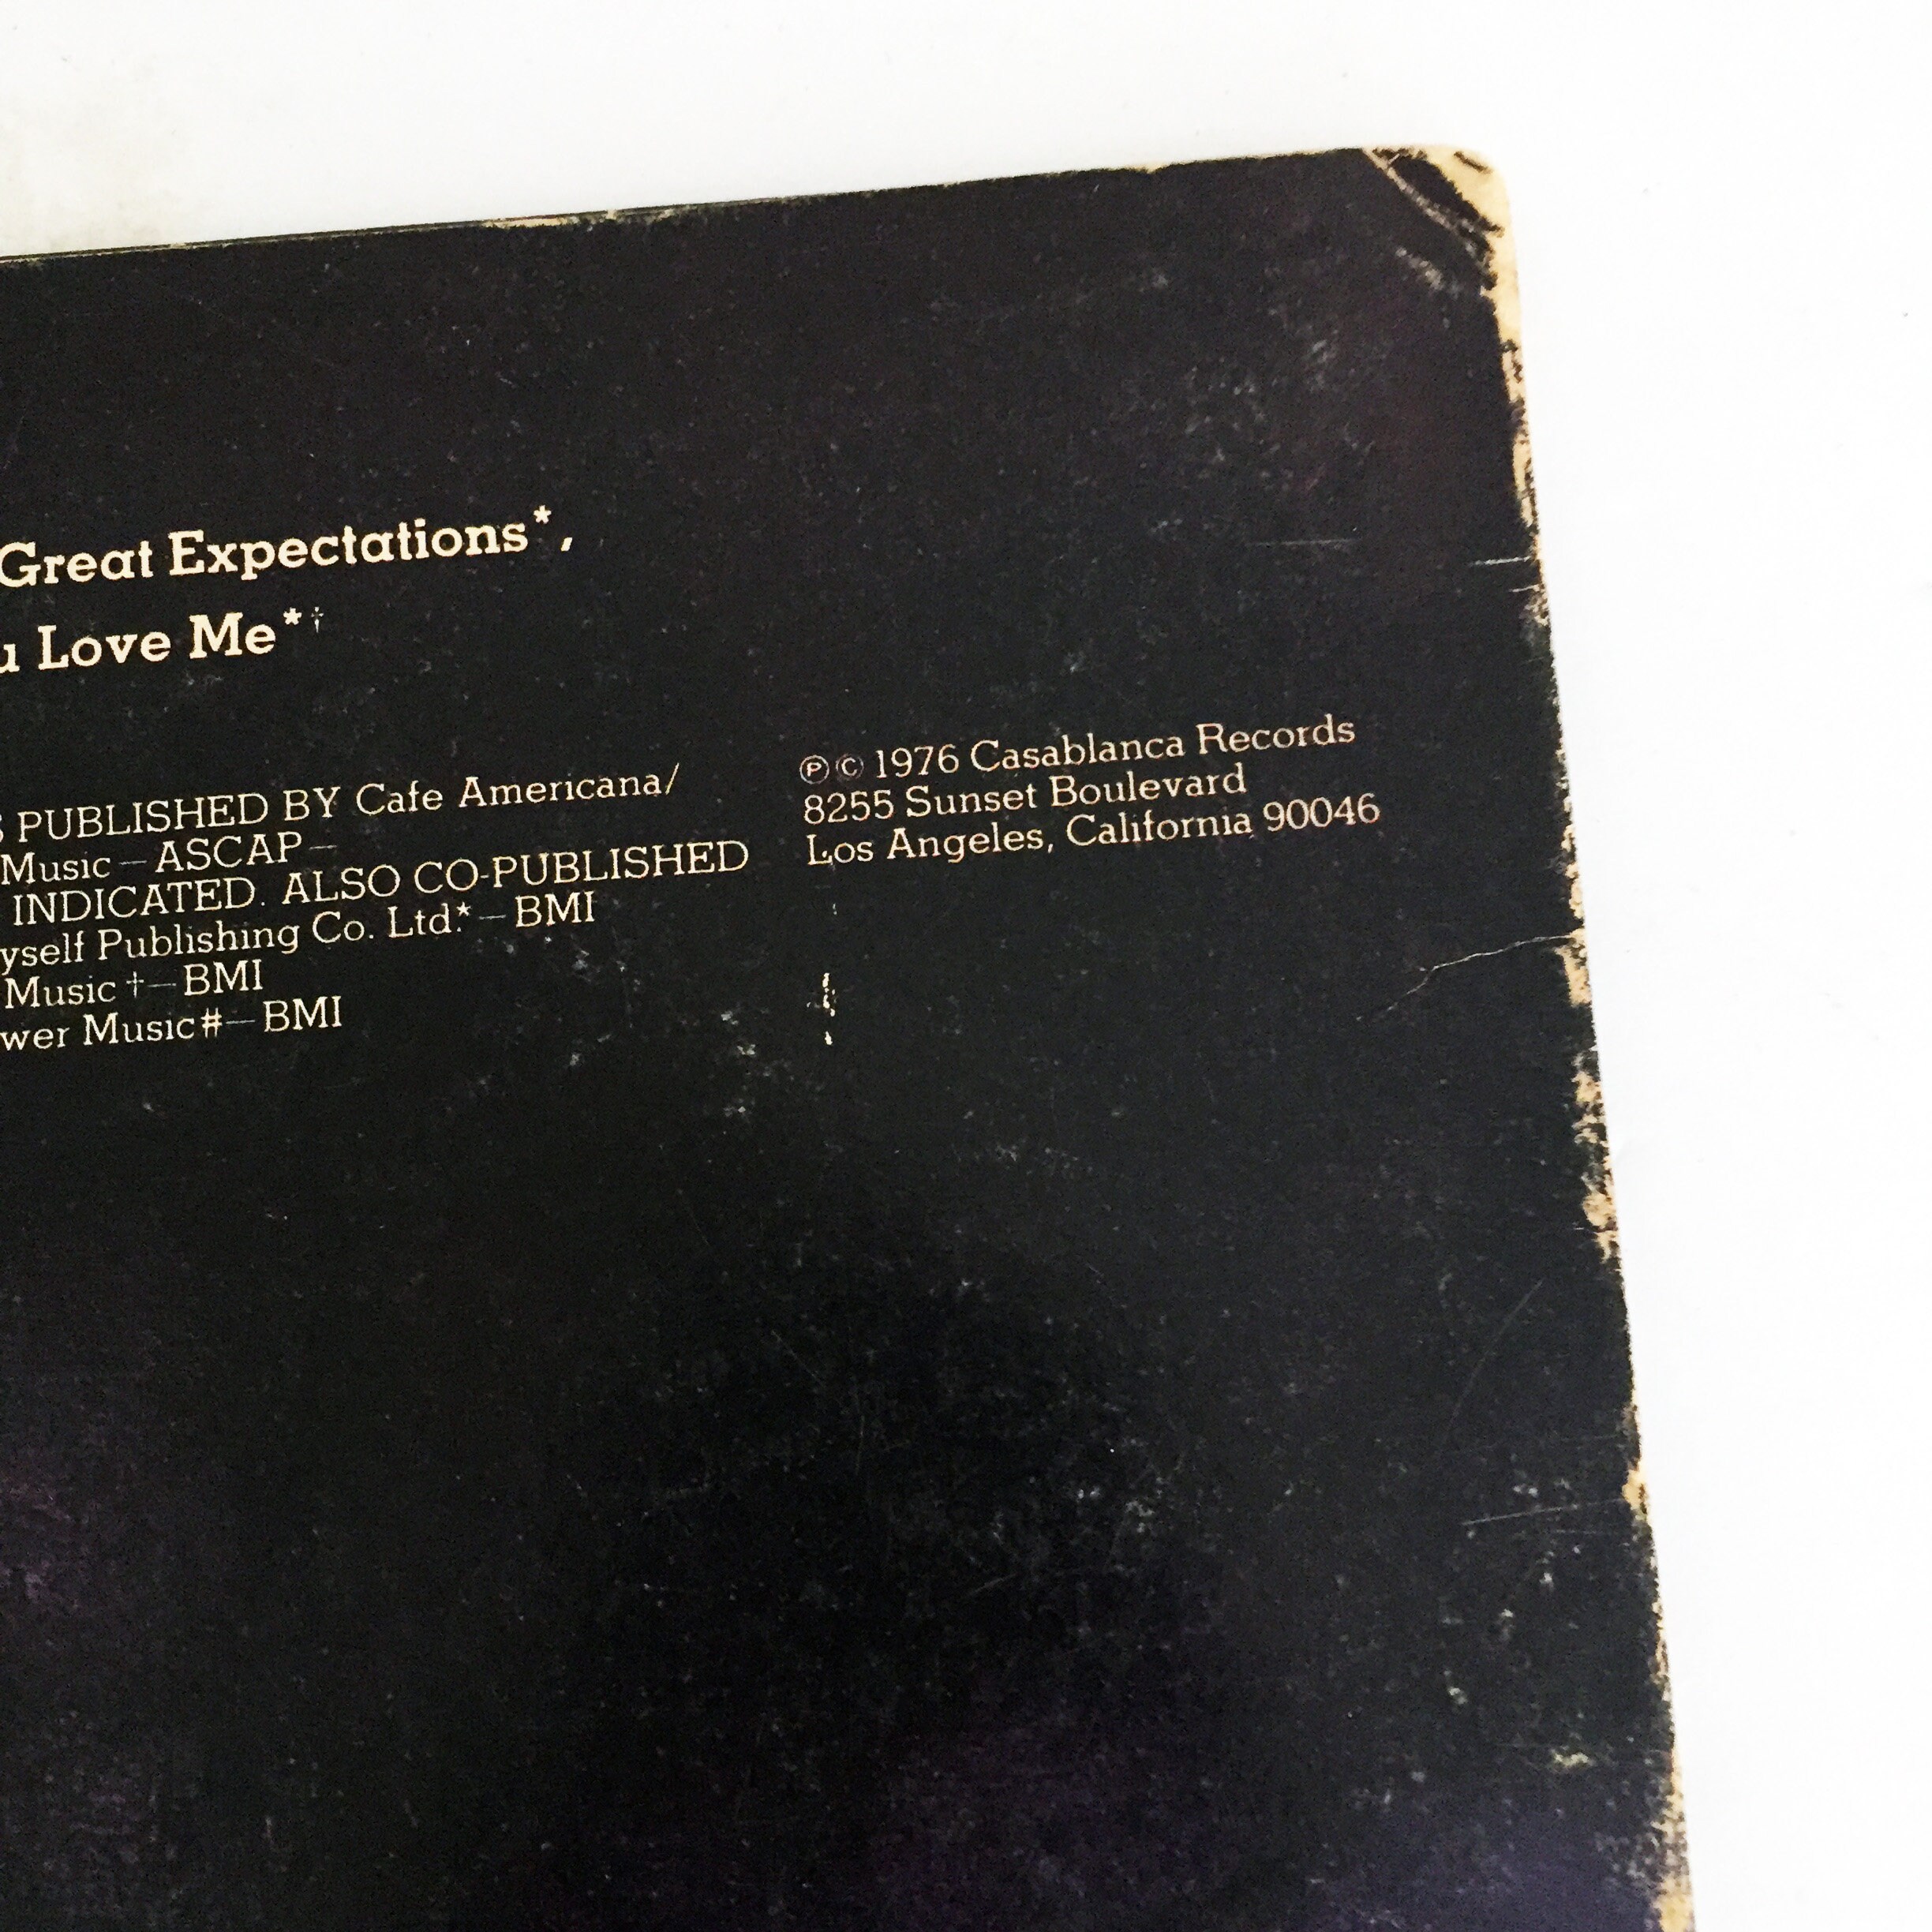 Great Expectations*,
u Love Me*†
S PUBLISHED BY Cafe Americana/
Music–ASCAP–
INDICATED. ALSO CO-PUBLISHED
yself Publishing Co. Ltd.*–BMI
Music†–BMI
wer Music#–BMI
℗© 1976 Casablanca Records
8255 Sunset Boulevard
Los Angeles, California 90046